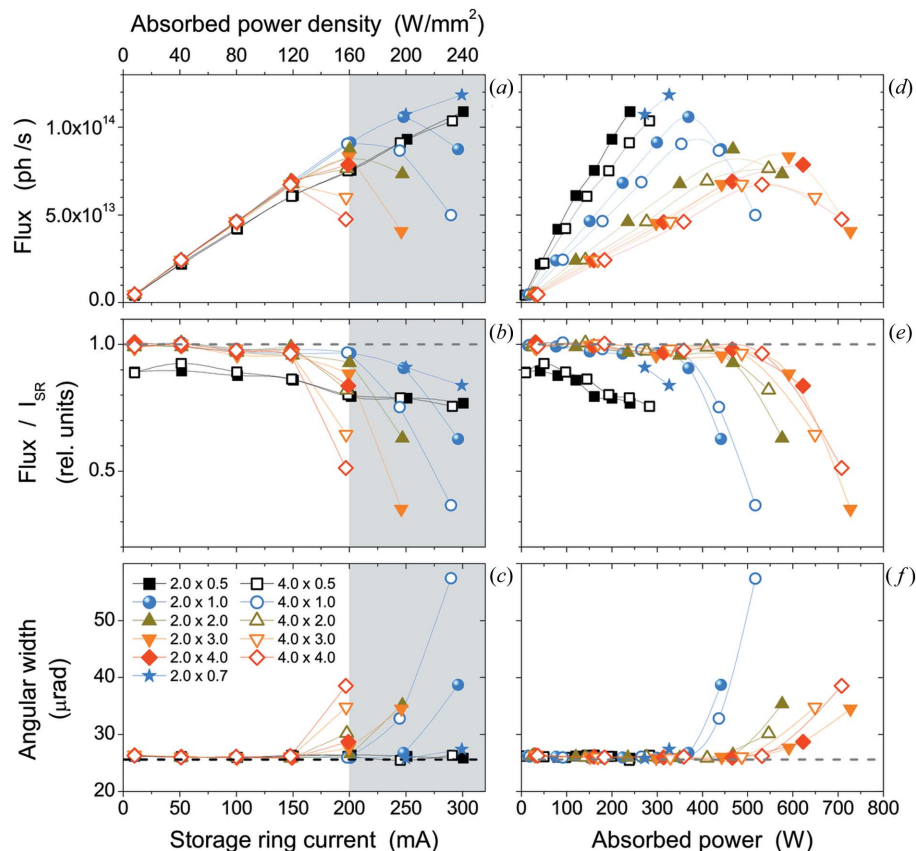 Absorbed power density (W/mm²)
0 40 80 120 160 200 240
(a)
(d)
Flux (ph /s)
1.0x10¹⁴
5.0x10¹³
0.0
(b)
(e)
Flux / I_SR
(rel. units)
1.0
0.5
(c)
(f)
Angular width
(μrad)
50
40
30
20
2.0 x 0.5 4.0 x 0.5
2.0 x 1.0 4.0 x 1.0
2.0 x 2.0 4.0 x 2.0
2.0 x 3.0 4.0 x 3.0
2.0 x 4.0 4.0 x 4.0
2.0 x 0.7
0 50 100 150 200 250 300
0 100 200 300 400 500 600 700 800
Storage ring current (mA)
Absorbed power (W)